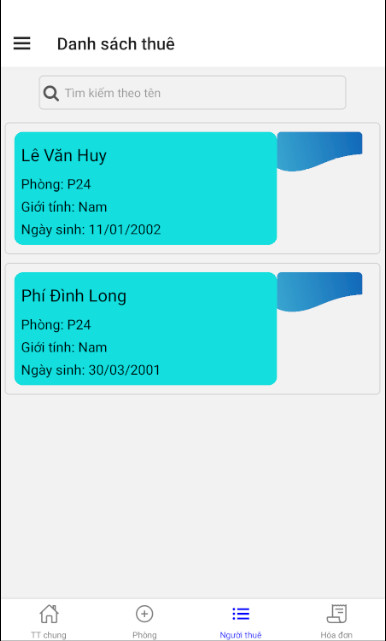 Danh sách thuê
Tìm kiếm theo tên
Lê Văn Huy
Phòng: P24
Giới tính: Nam
Ngày sinh: 11/01/2002
Phí Đình Long
Phòng: P24
Giới tính: Nam
Ngày sinh: 30/03/2001
TT chung
Phòng
Người thuê
Hóa đơn